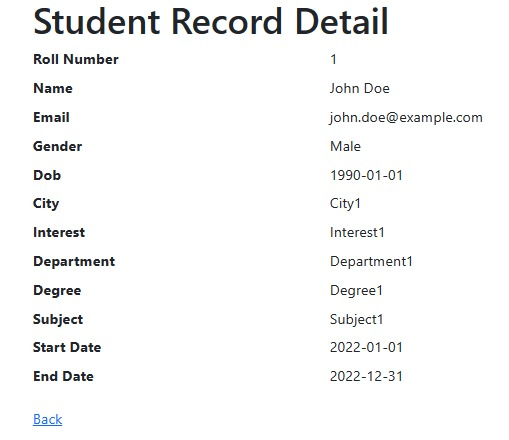 Student Record Detail
Roll Number 1
Name John Doe
Email john.doe@example.com
Gender Male
Dob 1990-01-01
City City1
Interest Interest1
Department Department1
Degree Degree1
Subject Subject1
Start Date 2022-01-01
End Date 2022-12-31
Back